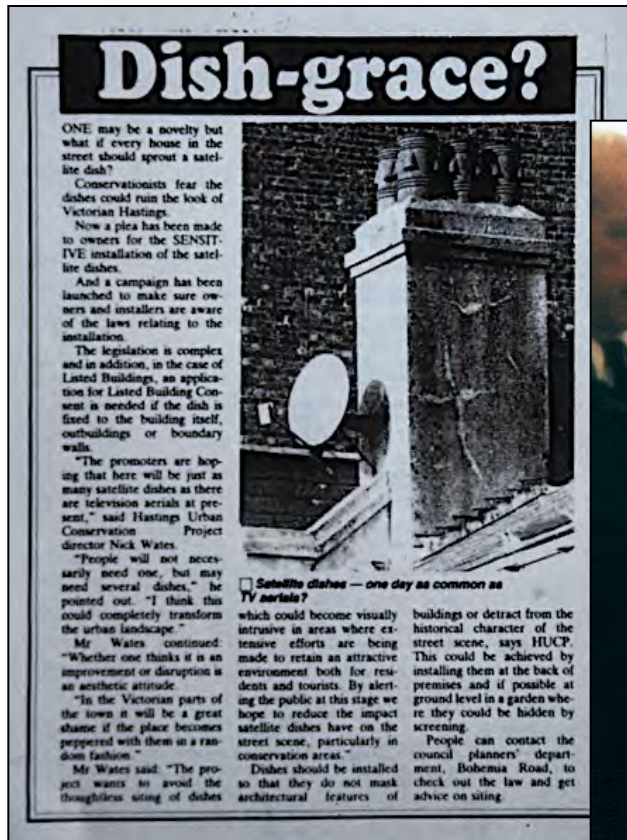 Dish-grace?
ONE may be a novelty but
what if every house in the
street should sprout a satel-
lite dish?
Conservationists fear the
dishes could ruin the look of
Victorian Hastings.
Now a plea has been made
to owners for the SENSIT-
IVE installation of the satel-
lite dishes.
And a campaign has been
launched to make sure ow-
ners and installers are aware
of the laws relating to the
installation.
The legislation is complex
and in addition, in the case of
Listed Buildings, an applica-
tion for Listed Building Con-
sent is needed if the dish is
fixed to the building itself,
outbuildings or boundary
walls.
"The promoters are hop-
ing that here will be just as
many satellite dishes as there
are television aerials at pre-
sent," said Hastings Urban
Conservation Project
director Nick Wates.
"People will not neces-
sarily need one, but may
need several dishes," he
pointed out. "I think this
could completely transform
the urban landscape."
Mr Wates continued:
"Whether one thinks it is an
improvement or disruption is
an aesthetic attitude.
"In the Victorian parts of
the town it will be a great
shame if the place becomes
peppered with them in a ran-
dom fashion."
Mr Wates said: "The pro-
ject wants to avoid the
thoughtless siting of dishes
Satellite dishes — one day as common as
TV aerials?
which could become visually
intrusive in areas where ex-
tensive efforts are being
made to retain an attractive
environment both for resi-
dents and tourists. By alert-
ing the public at this stage we
hope to reduce the impact
satellite dishes have on the
street scene, particularly in
conservation areas."
Dishes should be installed
so that they do not mask
architectural features of
buildings or detract from the
historical character of the
street scene, says HUCP.
This could be achieved by
installing them at the back of
premises and if possible at
ground level in a garden whe-
re they could be hidden by
screening.
People can contact the
council planners' depart-
ment, Bohemia Road, to
check out the law and get
advice on siting.